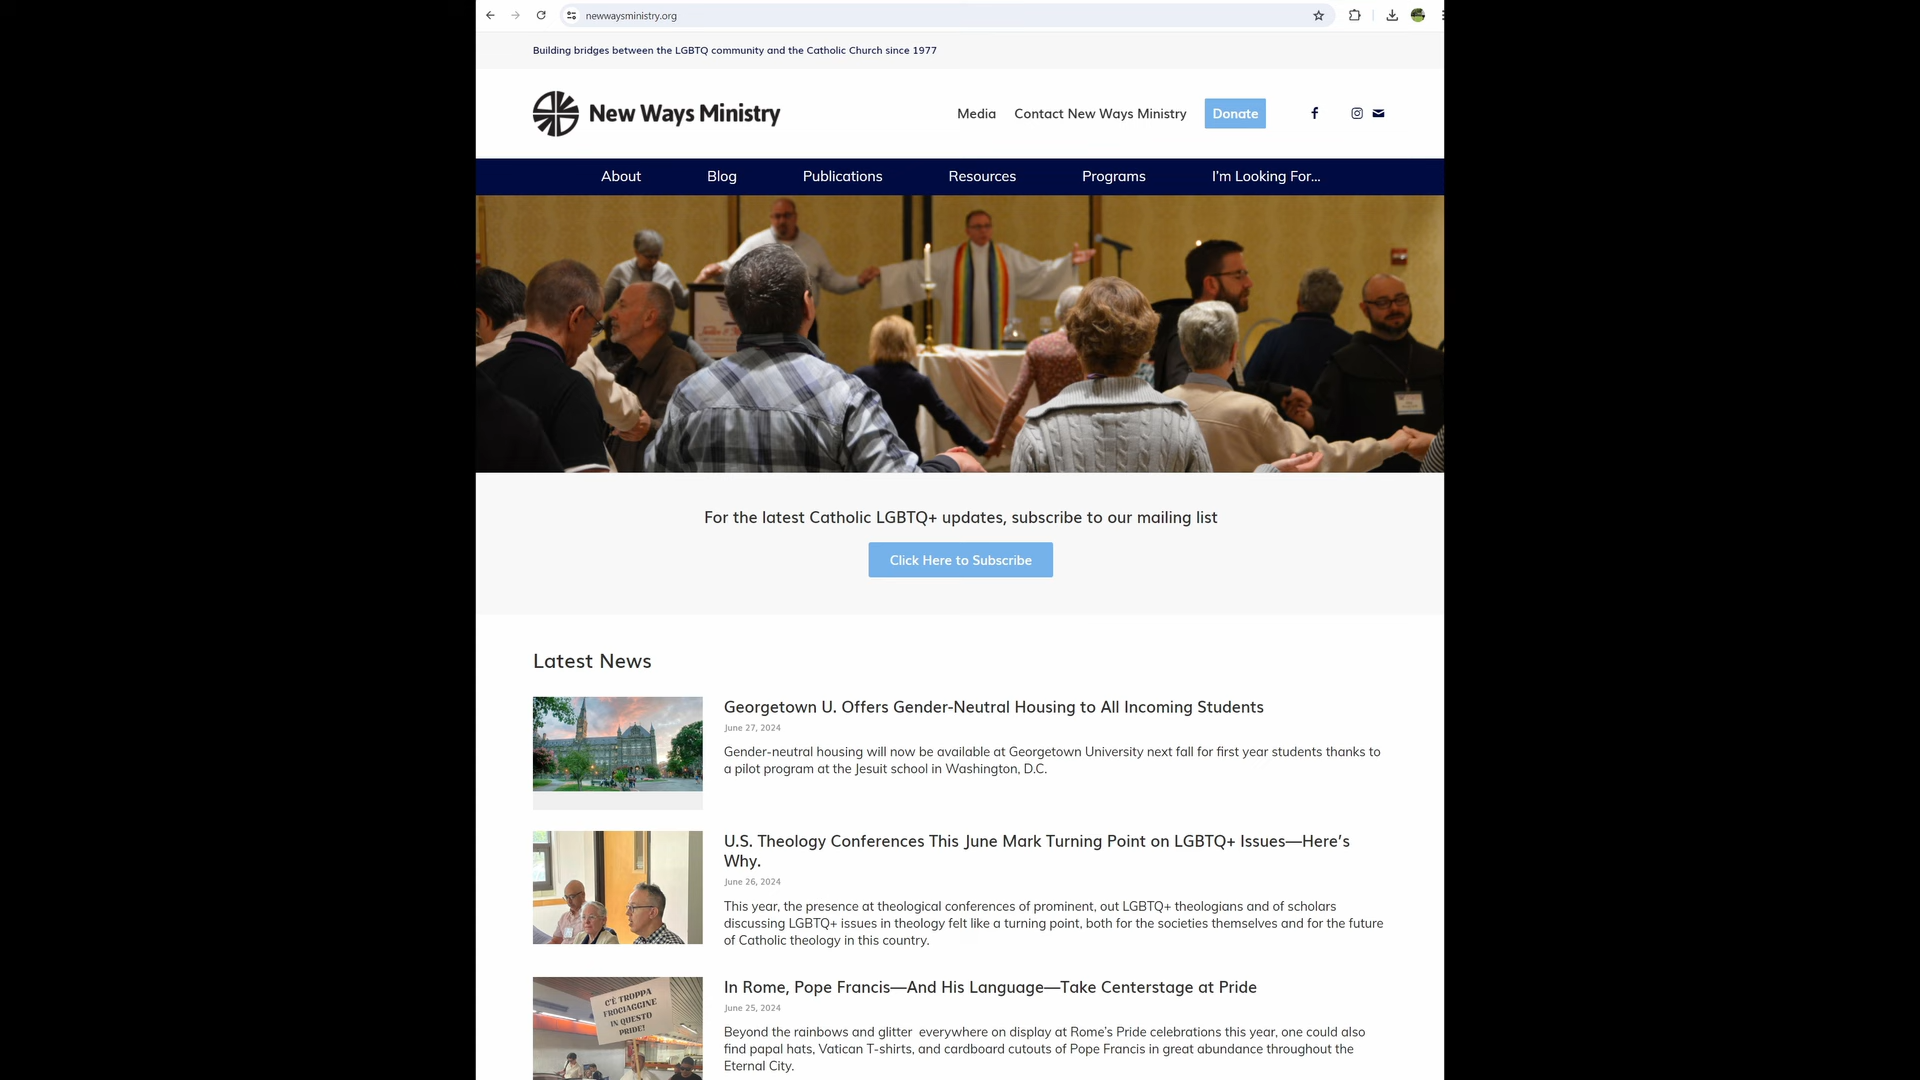 newwaysministry.org
Building bridges between the LGBTQ community and the Catholic Church since 1977
New Ways Ministry
Media
Contact New Ways Ministry
Donate
About
Blog
Publications
Resources
Programs
I'm Looking For...
For the latest Catholic LGBTQ+ updates, subscribe to our mailing list
Click Here to Subscribe
Latest News
Georgetown U. Offers Gender-Neutral Housing to All Incoming Students
June 27, 2024
Gender-neutral housing will now be available at Georgetown University next fall for first year students thanks to
a pilot program at the Jesuit school in Washington, D.C.
U.S. Theology Conferences This June Mark Turning Point on LGBTQ+ Issues—Here's
Why.
June 26, 2024
This year, the presence at theological conferences of prominent, out LGBTQ+ theologians and of scholars
discussing LGBTQ+ issues in theology felt like a turning point, both for the societies themselves and for the future
of Catholic theology in this country.
C'È TROPPA
FROCIAGGINE
IN QUESTO
PRIDE!
In Rome, Pope Francis—And His Language—Take Centerstage at Pride
June 25, 2024
Beyond the rainbows and glitter everywhere on display at Rome's Pride celebrations this year, one could also
find papal hats, Vatican T-shirts, and cardboard cutouts of Pope Francis in great abundance throughout the
Eternal City.